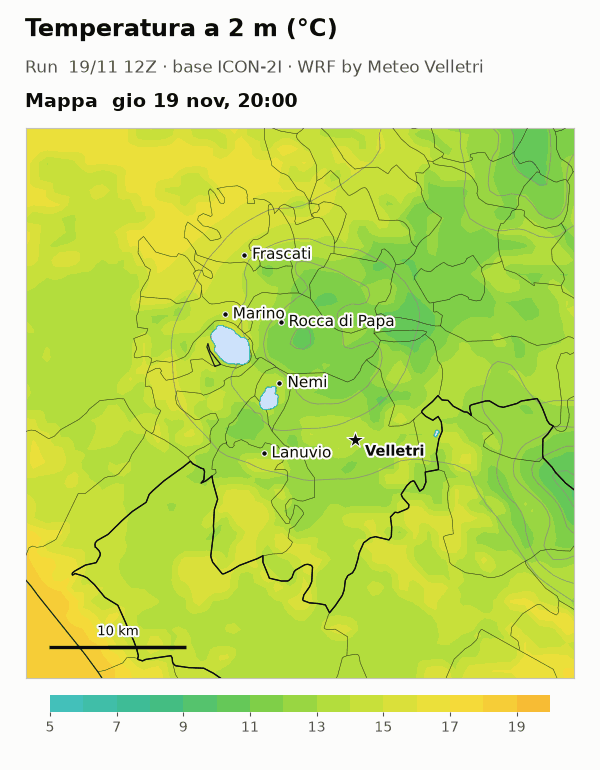 Temperatura a 2 m (°C)
Run  19/11 12Z · base ICON-2I · WRF by Meteo Velletri
Mappa  gio 19 nov, 20:00
Frascati
Marino
Rocca di Papa
Nemi
Velletri
Lanuvio
10 km
5 7 9 11 13 15 17 19